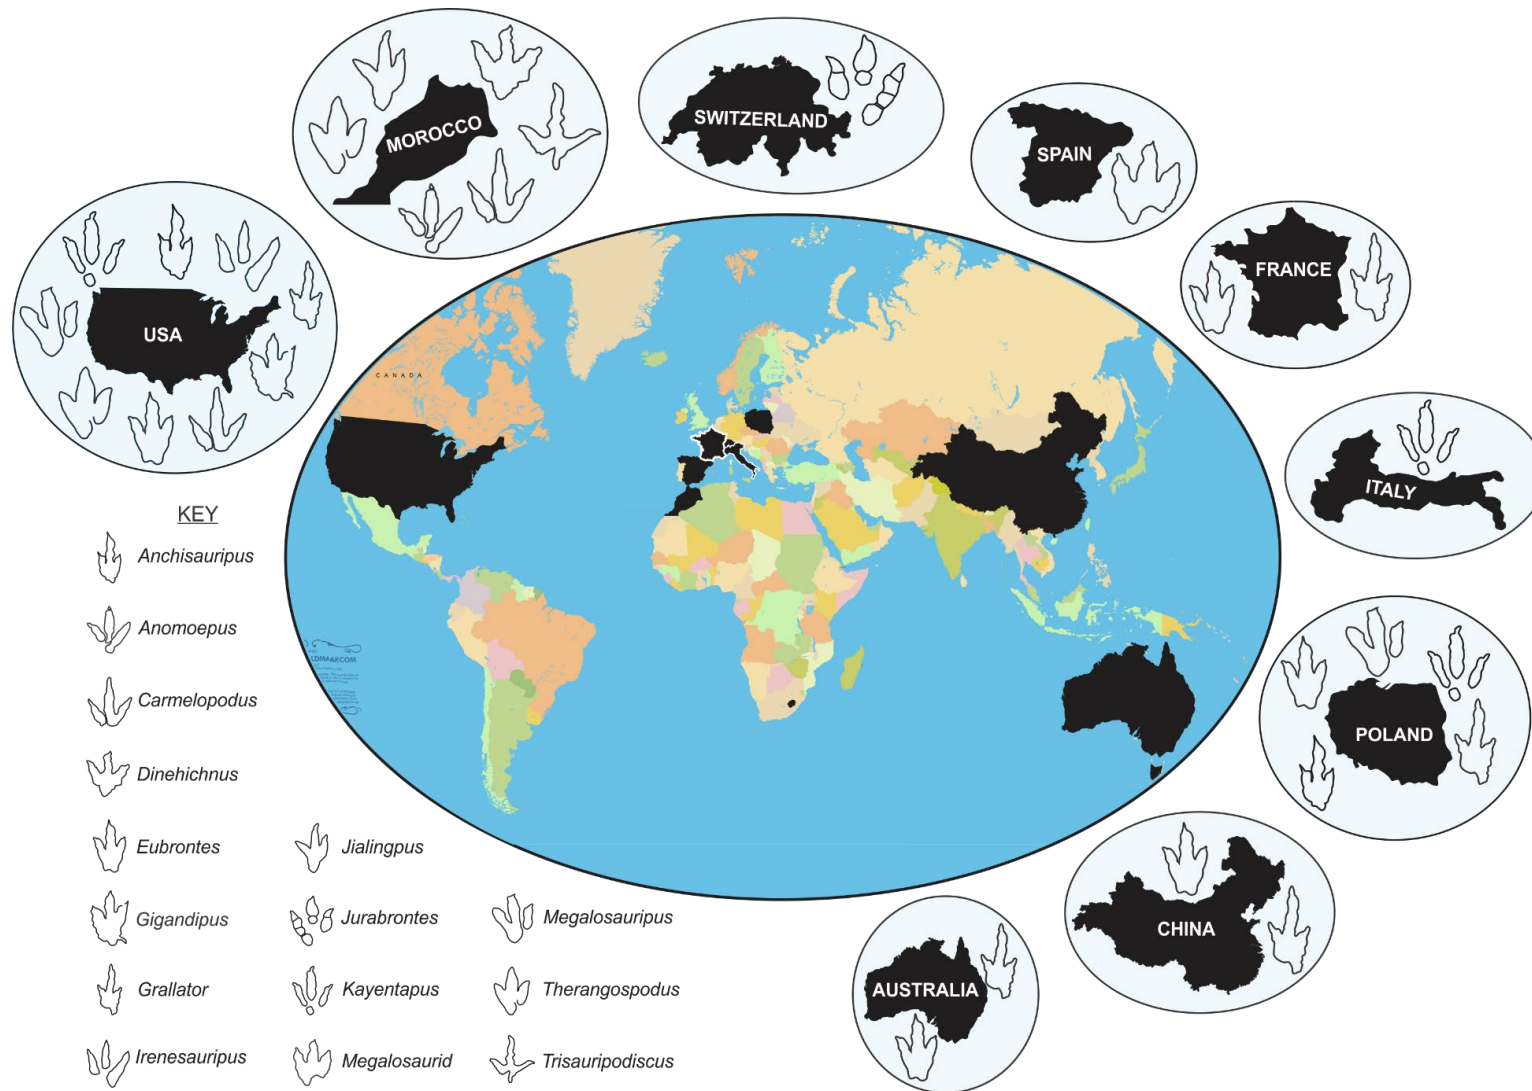 MOROCCO
SWITZERLAND
SPAIN
FRANCE
USA
ITALY
CANADA
POLAND
CHINA
AUSTRALIA
KEY
Anchisauripus
Anomoepus
Carmelopodus
Dinehichnus
Eubrontes
Gigandipus
Grallator
Irenesauripus
Jialingpus
Jurabrontes
Kayentapus
Megalosaurid
Megalosauripus
Therangospodus
Trisauripodiscus